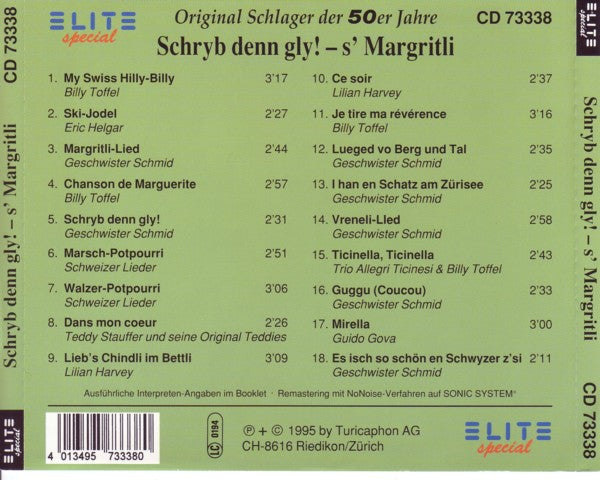 CD 73338
Schryb denn gly! – s' Margritli
ELITE
special
ELITE
special
Original Schlager der 50er Jahre
CD 73338
Schryb denn gly! – s' Margritli
1. My Swiss Hilly-Billy 3'17
Billy Toffel
2. Ski-Jodel 2'27
Eric Helgar
3. Margritli-Lied 2'44
Geschwister Schmid
4. Chanson de Marguerite 2'57
Billy Toffel
5. Schryb denn gly! 2'31
Geschwister Schmid
6. Marsch-Potpourri 2'51
Schweizer Lieder
7. Walzer-Potpourri 3'06
Schweizer Lieder
8. Dans mon coeur 2'26
Teddy Stauffer und seine Original Teddies
9. Lieb's Chindli im Bettli 3'09
Lilian Harvey
10. Ce soir 2'37
Lilian Harvey
11. Je tire ma révérence 3'16
Billy Toffel
12. Lueged vo Berg und Tal 2'35
Geschwister Schmid
13. I han en Schatz am Zürisee 2'25
Geschwister Schmid
14. Vreneli-Lied 2'58
Geschwister Schmid
15. Ticinella, Ticinella 2'43
Trio Allegri Ticinesi & Billy Toffel
16. Guggu (Coucou) 2'33
Geschwister Schmid
17. Mirella 3'00
Guido Gova
18. Es isch so schön en Schwyzer z'si 2'11
Geschwister Schmid
Ausführliche Interpreten-Angaben im Booklet · Remastering mit NoNoise-Verfahren auf SONIC SYSTEM®
4 013495 733380
LC 0194
℗ + © 1995 by Turicaphon AG
CH-8616 Riedikon/Zürich
ELITE
special
ELITE
special
Schryb denn gly! – s' Margritli
CD 73338